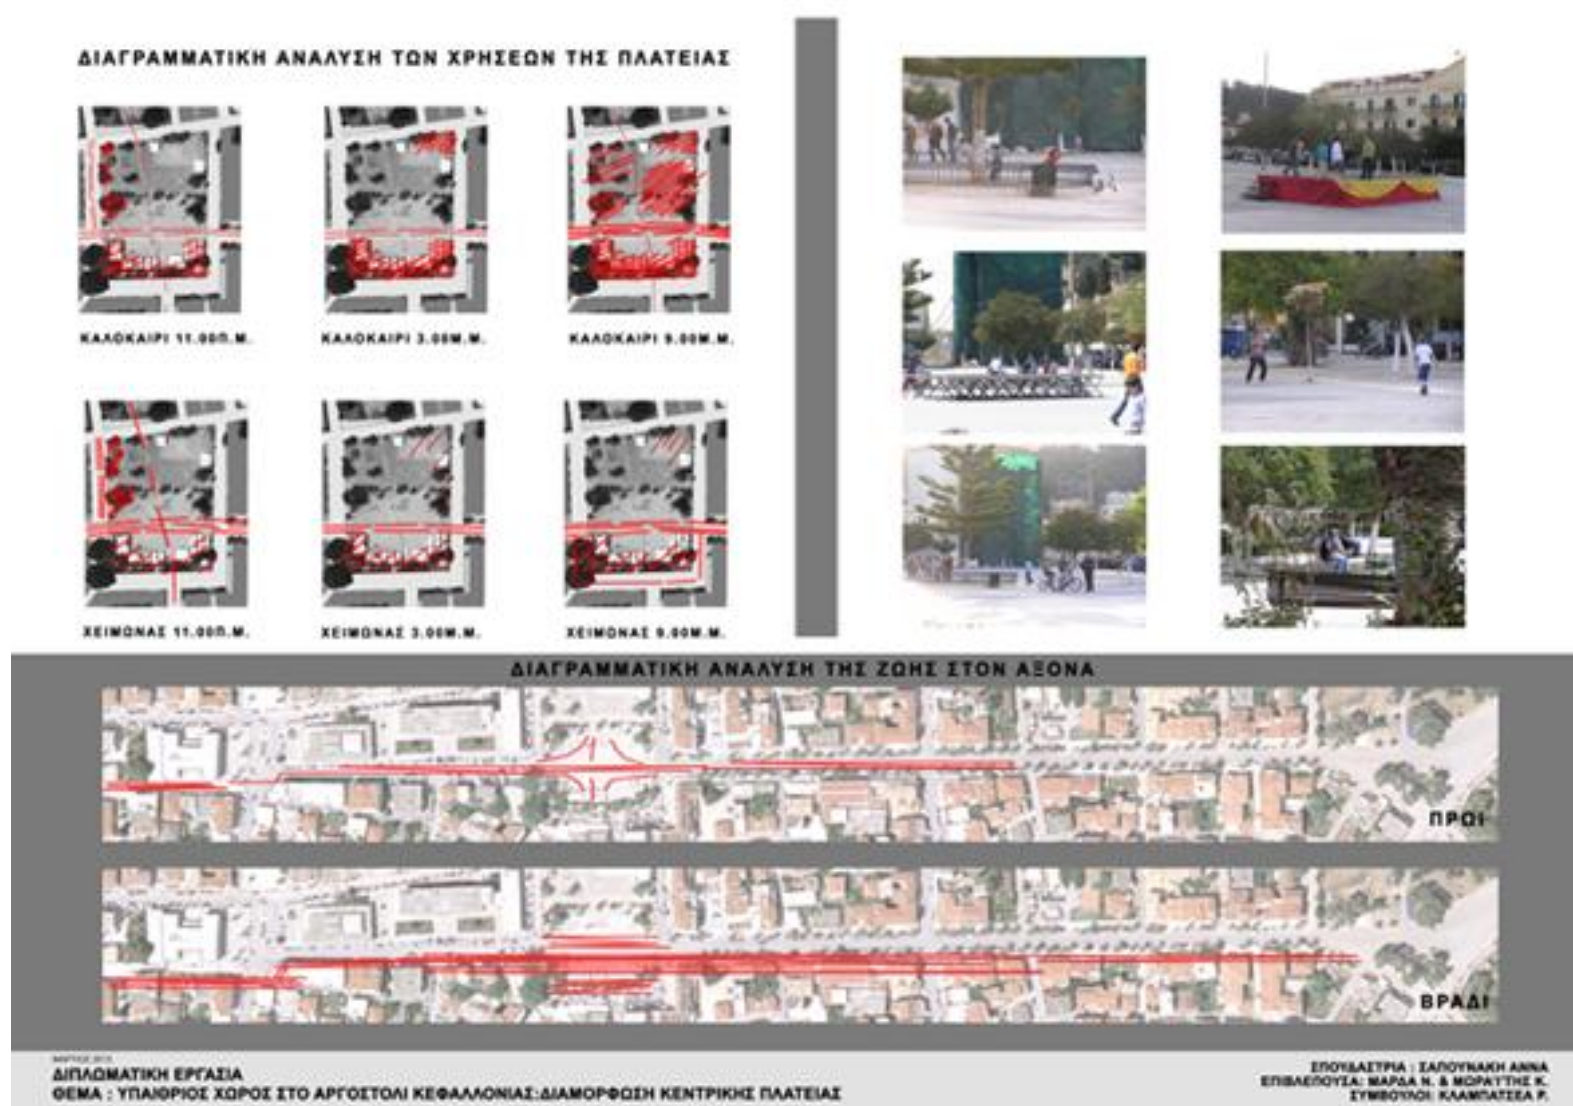 ΔΙΑΓΡΑΜΜΑΤΙΚΗ ΑΝΑΛΥΣΗ ΤΩΝ ΧΡΗΣΕΩΝ ΤΗΣ ΠΛΑΤΕΙΑΣ
ΚΑΛΟΚΑΙΡΙ 11.00Π.Μ.
ΚΑΛΟΚΑΙΡΙ 3.00Μ.Μ.
ΚΑΛΟΚΑΙΡΙ 9.00Μ.Μ.
ΧΕΙΜΩΝΑΣ 11.00Π.Μ.
ΧΕΙΜΩΝΑΣ 3.00Μ.Μ.
ΧΕΙΜΩΝΑΣ 9.00Μ.Μ.
ΔΙΑΓΡΑΜΜΑΤΙΚΗ ΑΝΑΛΥΣΗ ΤΗΣ ΖΩΗΣ ΣΤΟΝ ΑΞΟΝΑ
ΠΡΩΙ
ΒΡΑΔΙ
ΔΙΠΛΩΜΑΤΙΚΗ ΕΡΓΑΣΙΑ
ΘΕΜΑ : ΥΠΑΙΘΡΙΟΣ ΧΩΡΟΣ ΣΤΟ ΑΡΓΟΣΤΟΛΙ ΚΕΦΑΛΛΟΝΙΑΣ:ΔΙΑΜΟΡΦΩΣΗ ΚΕΝΤΡΙΚΗΣ ΠΛΑΤΕΙΑΣ
ΣΠΟΥΔΑΣΤΡΙΑ : ΣΑΠΟΥΝΑΚΗ ΑΝΝΑ
ΕΠΙΒΛΕΠΟΥΣΑ: ΜΑΡΔΑ Ν. & ΜΩΡΑΥΤΗΣ Κ.
ΣΥΜΒΟΥΛΟΙ: ΚΛΑΜΠΑΤΣΕΑ Ρ.